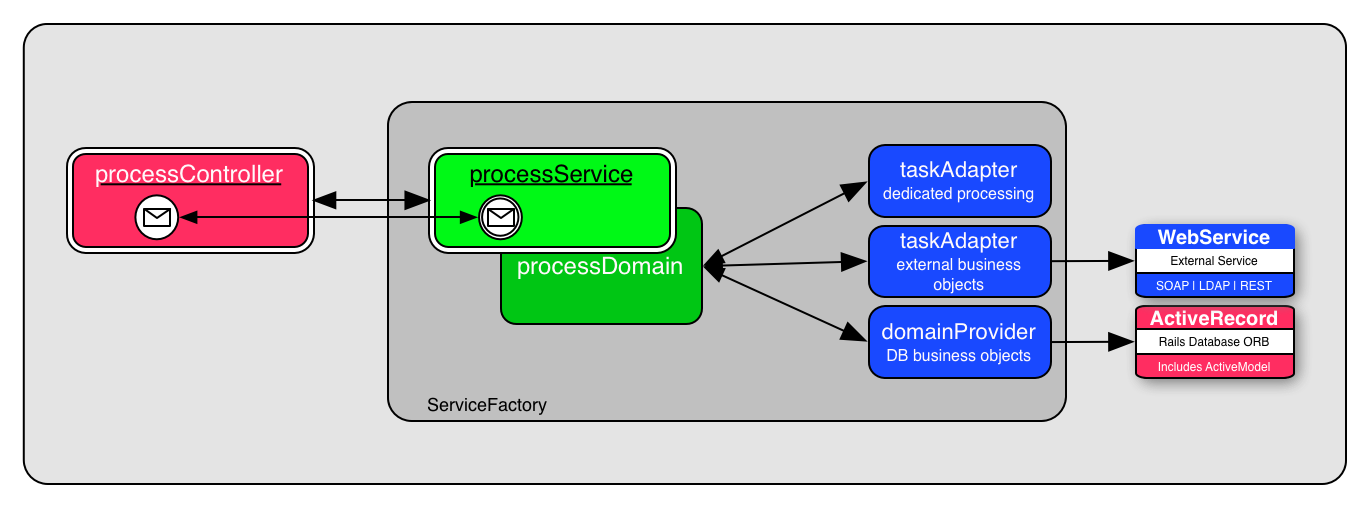 processController
processService
processDomain
taskAdapter
dedicated processing
taskAdapter
external business
objects
domainProvider
DB business objects
WebService
External Service
SOAP | LDAP | REST
ActiveRecord
Rails Database ORB
Includes ActiveModel
ServiceFactory